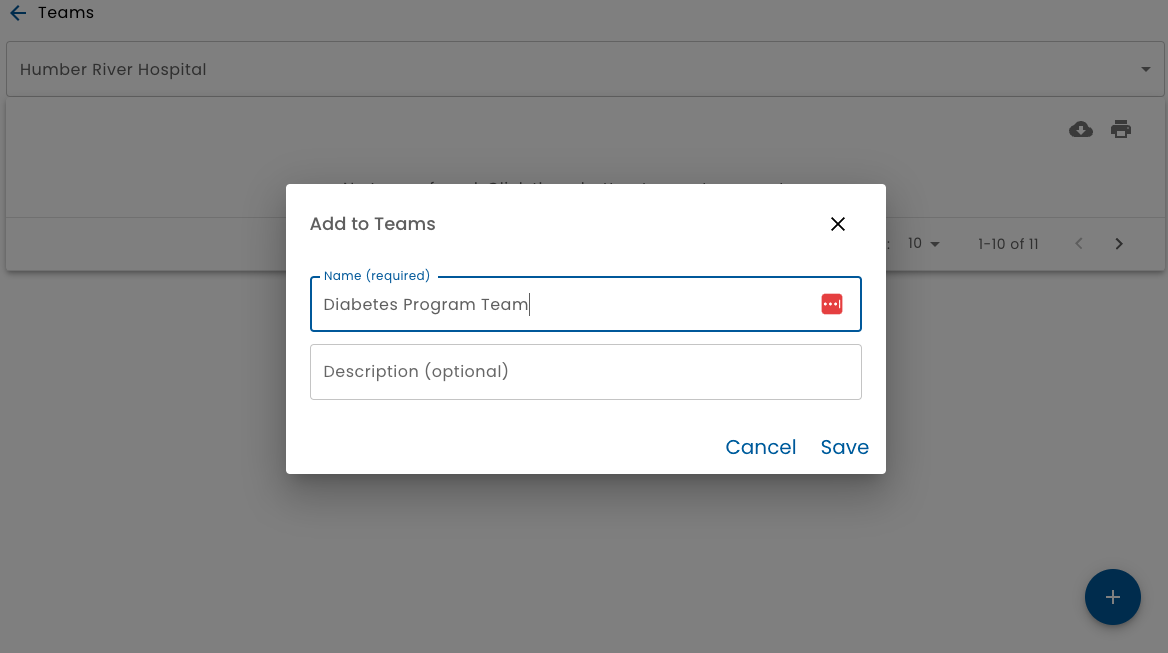 Teams
Humber River Hospital
Add to Teams
Name (required)
Diabetes Program Team
Description (optional)
10
1-10 of 11
Cancel
Save